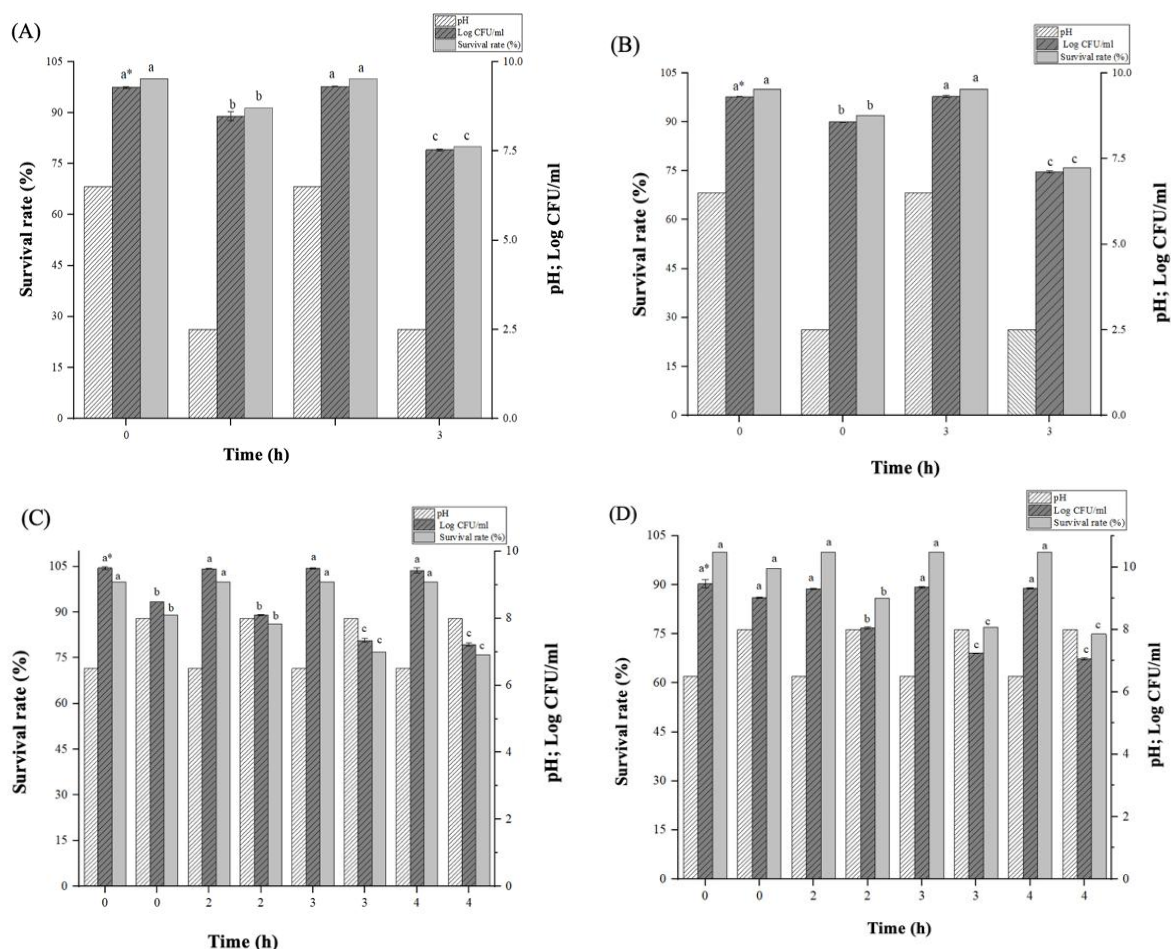 (A)
pH
Log CFU/ml
Survival rate (%)
105
90
75
60
45
30
15
0
Survival rate (%)
a* a b b a a c c
10.0
7.5
5.0
2.5
0.0
pH; Log CFU/ml
0 3
Time (h)
(B)
pH
Log CFU/ml
Survival rate (%)
105
90
75
60
45
30
15
0
Survival rate (%)
a* a b b a a c c
10.0
7.5
5.0
2.5
0.0
pH; Log CFU/ml
0 0 3 3
Time (h)
(C)
pH
Log CFU/ml
Survival rate (%)
105
90
75
60
45
30
15
0
Survival rate (%)
a* a b b a a b b a a c c a a c c
10
8
6
4
2
0
pH; Log CFU/ml
0 0 2 2 3 3 4 4
Time (h)
(D)
pH
Log CFU/ml
Survival rate (%)
105
90
75
60
45
30
15
0
Survival rate (%)
a* a a a a a b b a a c c a a c c
10
8
6
4
2
0
pH; Log CFU/ml
0 0 2 2 3 3 4 4
Time (h)